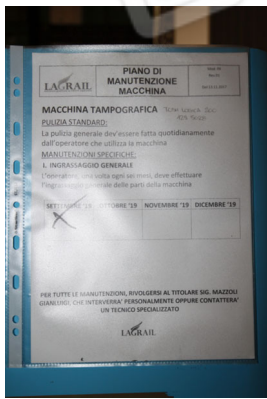 LAGRAIL
PIANO DI
MANUTENZIONE
MACCHINA
MACCHINA TAMPOGRAFICA
PULIZIA STANDARD:
La pulizia generale dev'essere fatta quotidianamente
dall'operatore che utilizza la macchina
MANUTENZIONI SPECIFICHE:
1. INGRASSAGGIO GENERALE
L'operatore, una volta ogni sei mesi, deve effettuare
l'ingrassaggio generale delle parti della macchina
SETTEMBRE '19 OTTOBRE '19 NOVEMBRE '19 DICEMBRE '19
X
PER TUTTE LE MANUTENZIONI, RIVOLGERSI AL TITOLARE SIG. MAZZOLI
GIANLUIGI, CHE INTERVERRA' PERSONALMENTE OPPURE CONTATTERA'
UN TECNICO SPECIALIZZATO
LAGRAIL